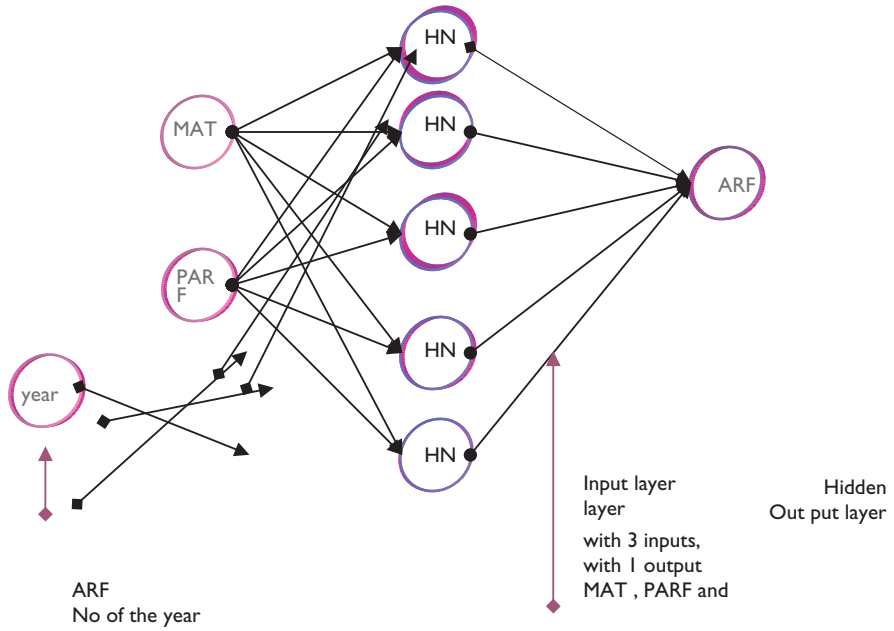 HN
MAT
HN
ARF
HN
PAR
F
HN
year
HN
Input layer
layer
with 3 inputs,
with 1 output
MAT , PARF and
Hidden
Out put layer
ARF
No of the year